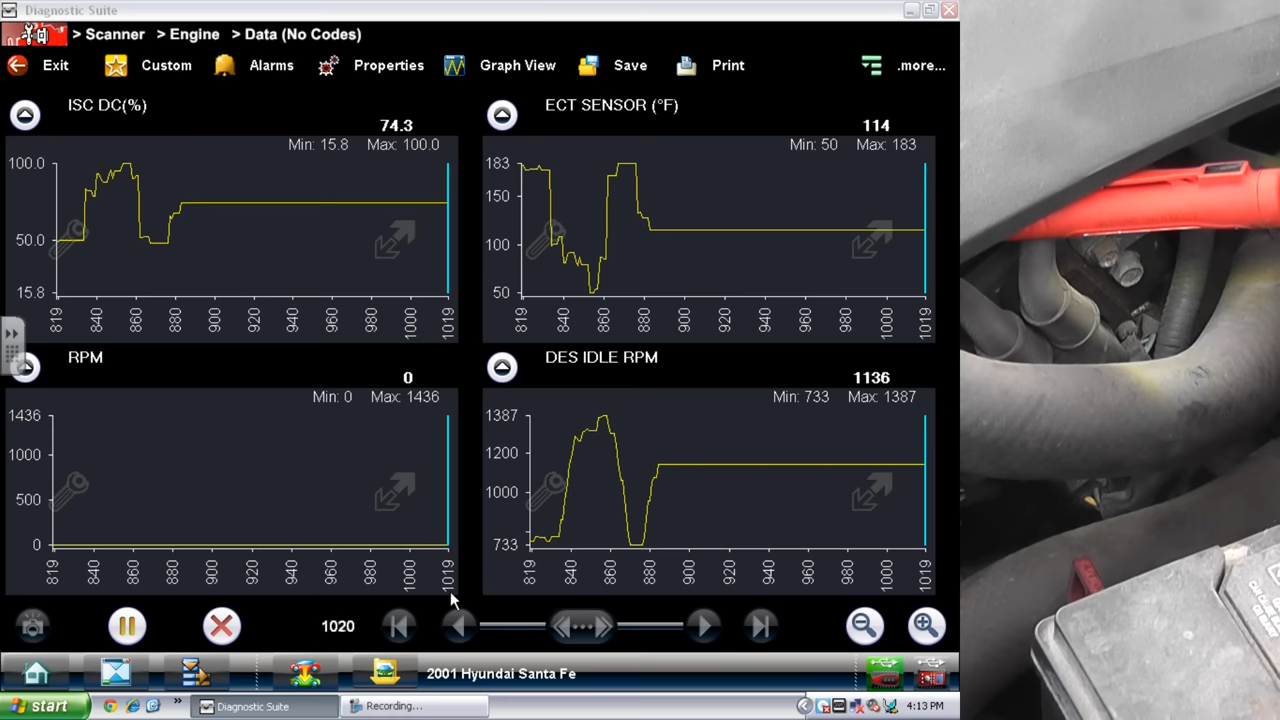 Diagnostic Suite
> Scanner > Engine > Data (No Codes)
Exit Custom Alarms Properties Graph View Save Print .more...
ISC DC(%)
74.3
Min: 15.8 Max: 100.0
100.0
50.0
15.8
819 840 860 880 900 920 940 960 980 1000 1019
ECT SENSOR (°F)
114
Min: 50 Max: 183
183
150
100
50
819 840 860 880 900 920 940 960 980 1000 1019
RPM
0
Min: 0 Max: 1436
1436
1000
500
0
819 840 860 880 900 920 940 960 980 1000 1019
DES IDLE RPM
1136
Min: 733 Max: 1387
1387
1200
1000
733
819 840 860 880 900 920 940 960 980 1000 1019
1020
2001 Hyundai Santa Fe
start Diagnostic Suite Recording... 4:13 PM